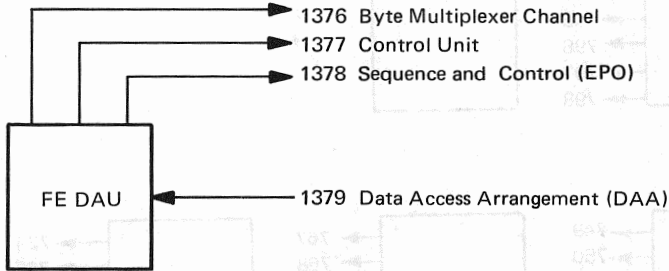 1376 Byte Multiplexer Channel
1377 Control Unit
1378 Sequence and Control (EPO)
FE DAU
1379 Data Access Arrangement (DAA)